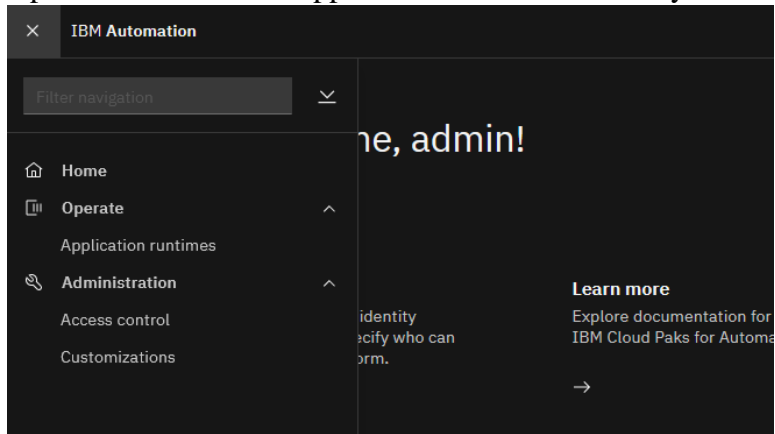 IBM Automation
Filter navigation
ne, admin!
Home
Operate
Application runtimes
Administration
Access control
Customizations
identity
ecify who can
orm.
Learn more
Explore documentation for
IBM Cloud Paks for Automa